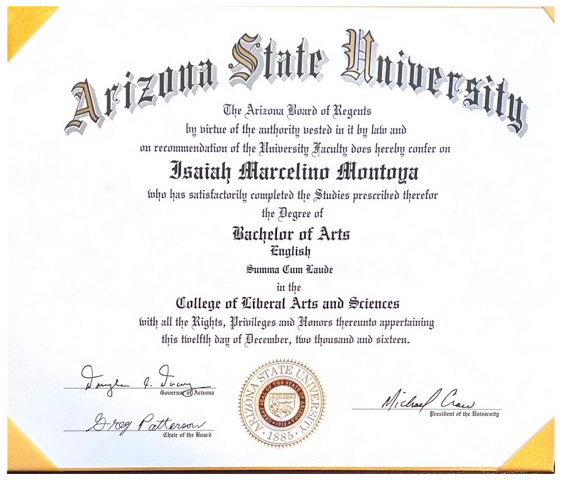 Arizona State University
The Arizona Board of Regents
by virtue of the authority vested in it by law and
on recommendation of the University Faculty does hereby confer on
Isaiah Marcelino Montoya
who has satisfactorily completed the Studies prescribed therefor
the Degree of
Bachelor of Arts
English
Summa Cum Laude
in the
College of Liberal Arts and Sciences
with all the Rights, Privileges and Honors thereunto appertaining
this twelfth day of December, two thousand and sixteen.
Douglas A. Ducey
Governor of Arizona
Greg Patterson
Chair of the Board
ARIZONA STATE UNIVERSITY
1885
Michael Crow
President of the University